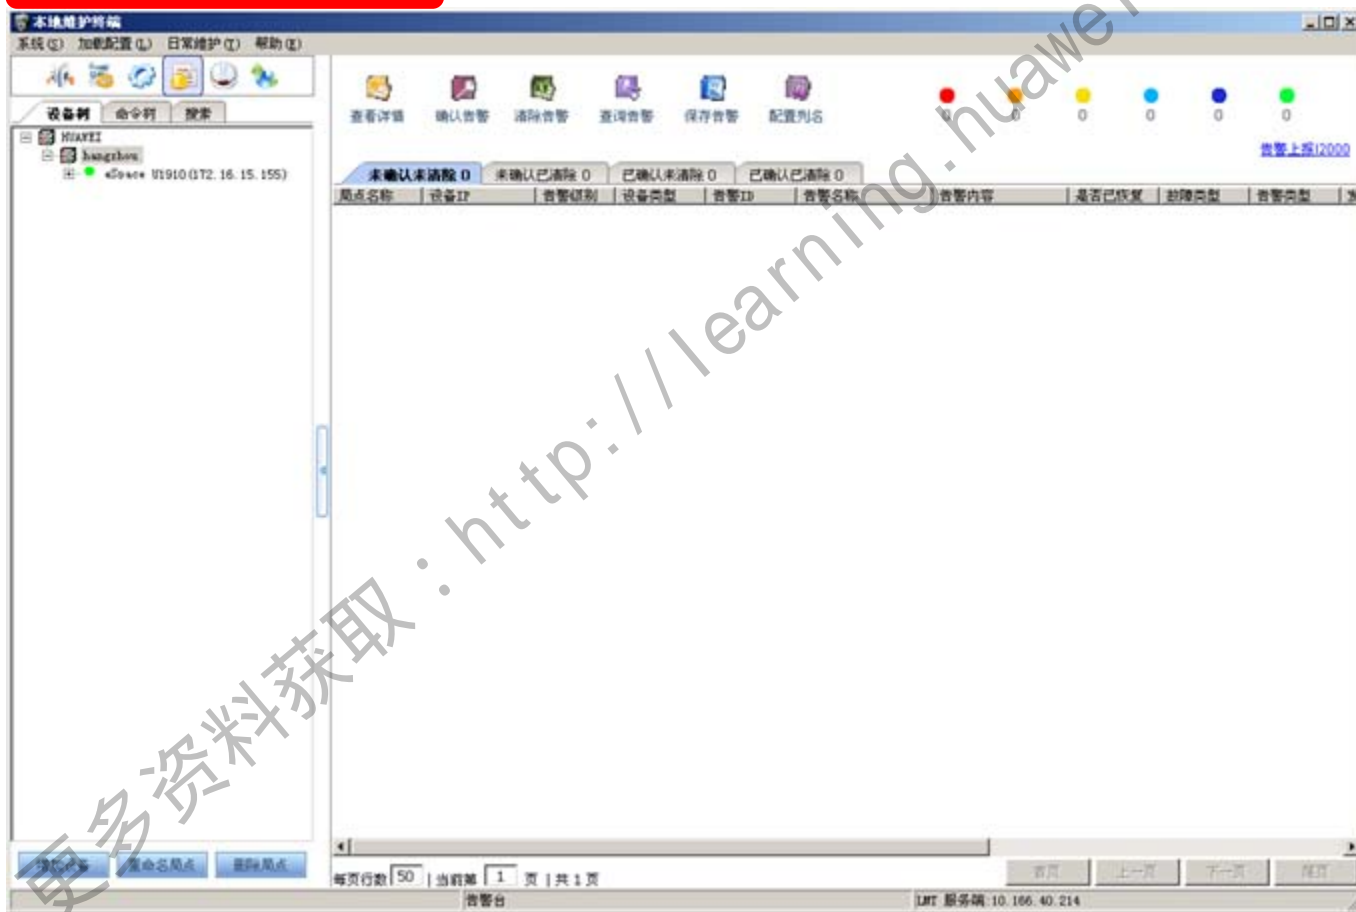 本地维护终端
系统(S) 加载配置(L) 日常维护(T) 帮助(H)
设备树 命令树 搜索
HUAWEI
hangzhou
eSpace U1910(172.16.15.155)
查看详情 确认告警 清除告警 查询告警 保存告警 配置列名
0 0 0 0 0 0
告警上报I2000
未确认未清除 0 未确认已清除 0 已确认未清除 0 已确认已清除 0
局点名称 设备IP 告警级别 设备类型 告警ID 告警名称 告警内容 是否已恢复 故障类型 告警类型
增加设备 重命名局点 删除局点
每页行数 50 | 当前第 1 页 | 共 1 页
首页 上一页 下一页 尾页
告警台
LMT 服务端:10.166.40.214
更多资料获取:http://learning.huawei